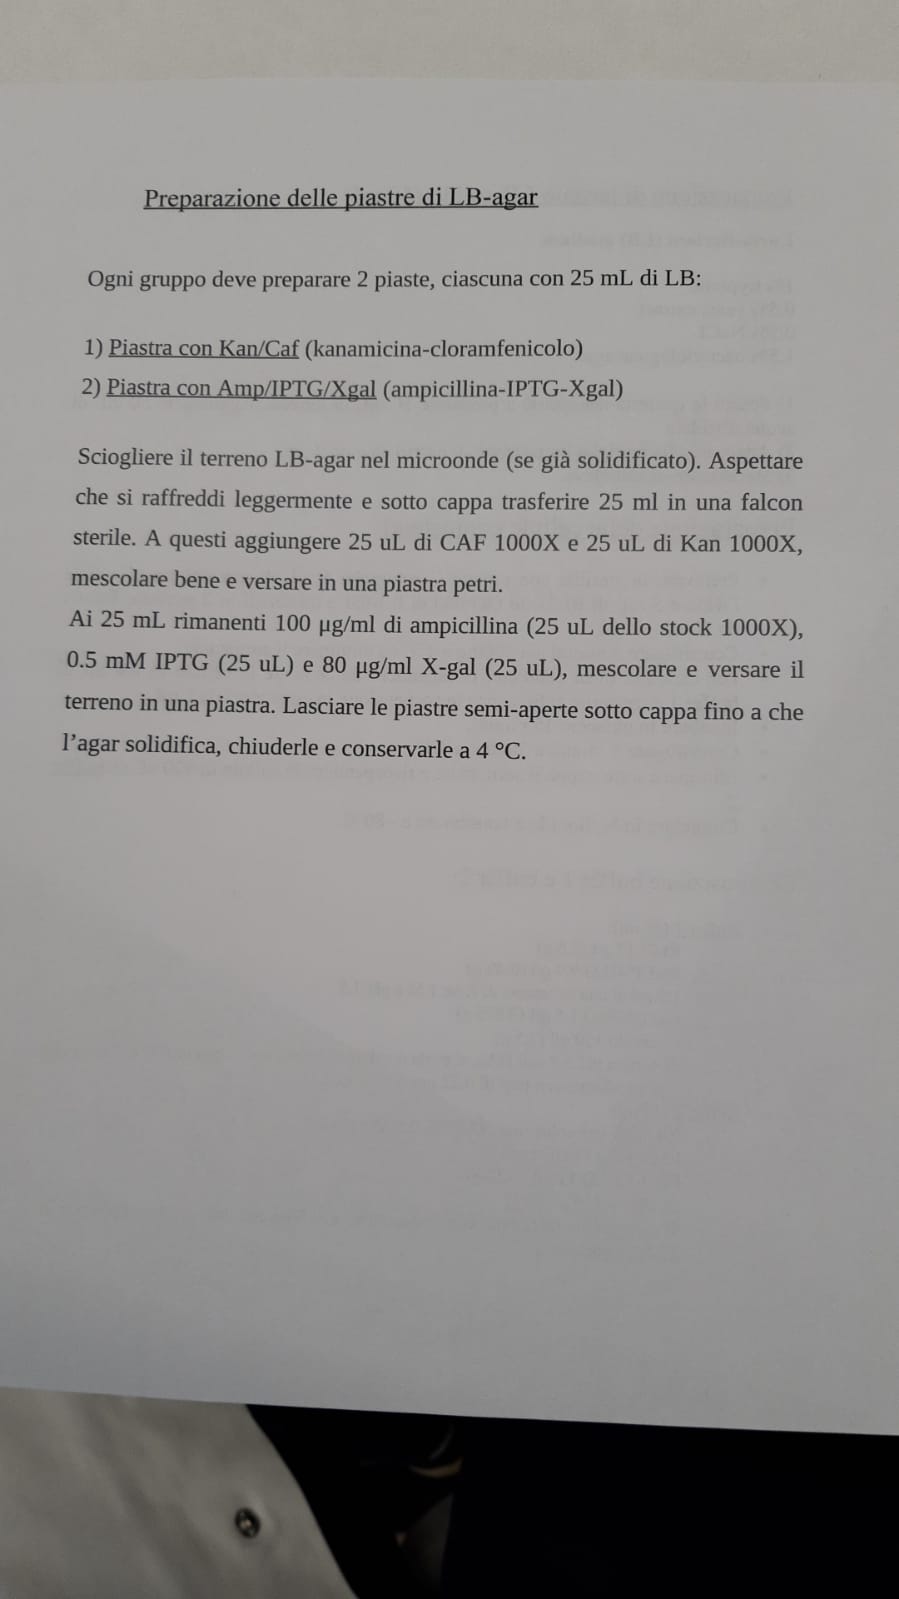 Preparazione delle piastre di LB-agar
Ogni gruppo deve preparare 2 piaste, ciascuna con 25 mL di LB:
1) Piastra con Kan/Caf (kanamicina-cloramfenicolo)
2) Piastra con Amp/IPTG/Xgal (ampicillina-IPTG-Xgal)
Sciogliere il terreno LB-agar nel microonde (se già solidificato). Aspettare
che si raffreddi leggermente e sotto cappa trasferire 25 ml in una falcon
sterile. A questi aggiungere 25 uL di CAF 1000X e 25 uL di Kan 1000X,
mescolare bene e versare in una piastra petri.
Ai 25 mL rimanenti 100 µg/ml di ampicillina (25 uL dello stock 1000X),
0.5 mM IPTG (25 uL) e 80 µg/ml X-gal (25 uL), mescolare e versare il
terreno in una piastra. Lasciare le piastre semi-aperte sotto cappa fino a che
l’agar solidifica, chiuderle e conservarle a 4 °C.